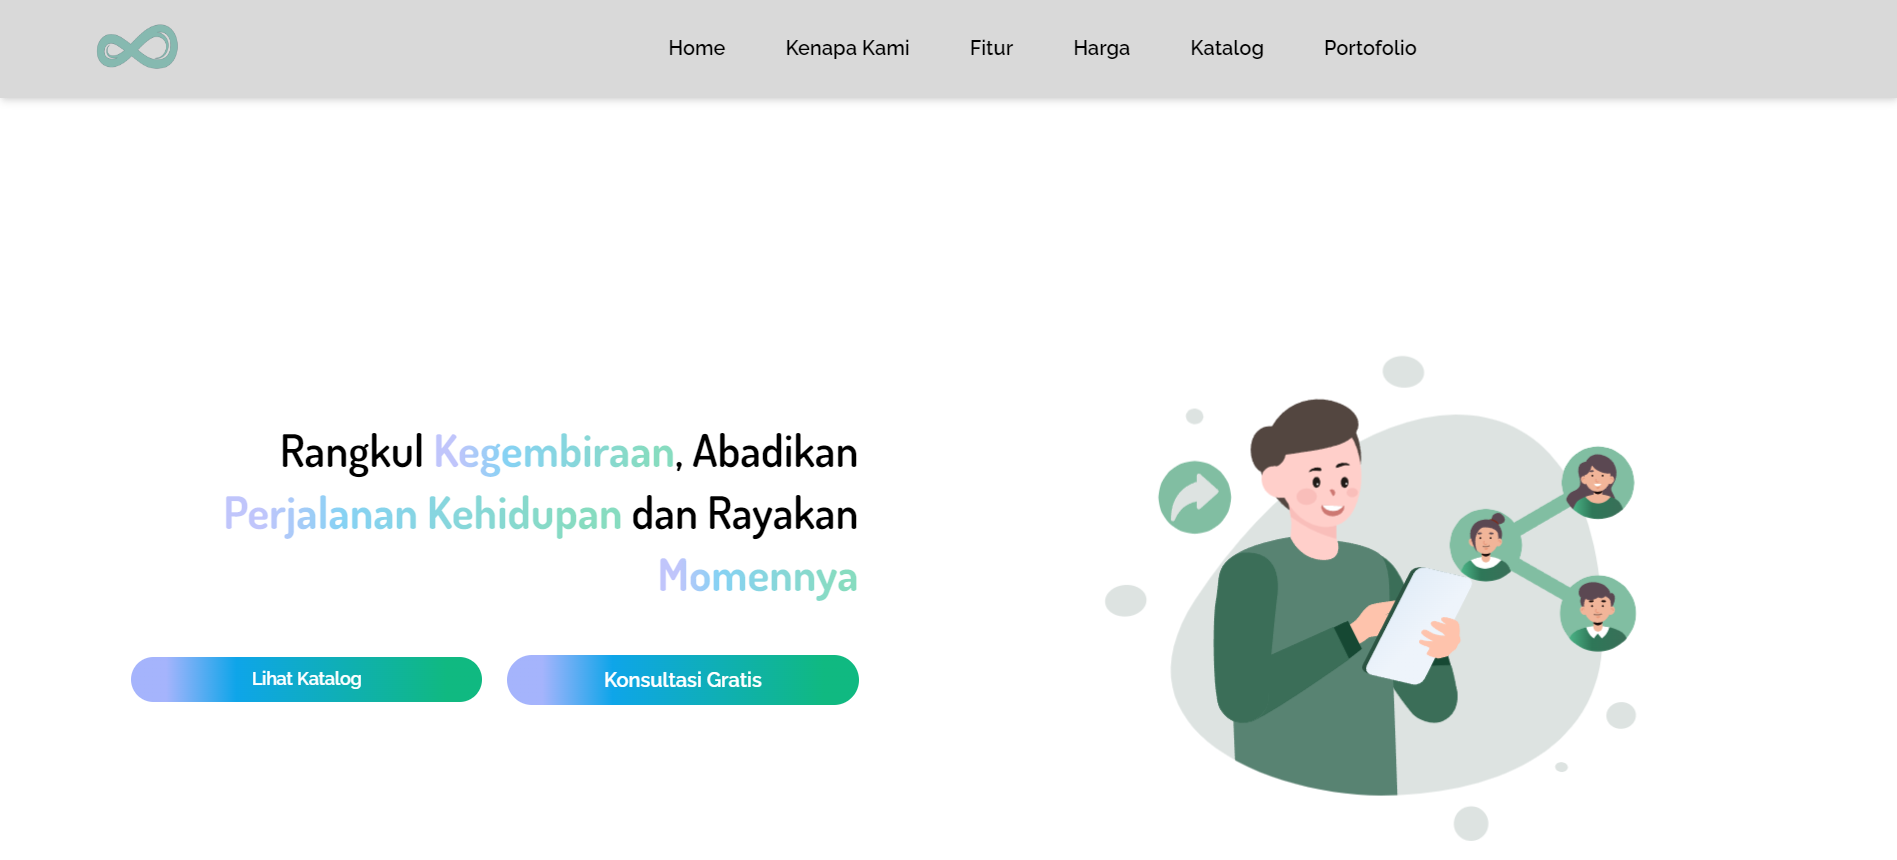 Home Kenapa Kami Fitur Harga Katalog Portofolio
Rangkul Kegembiraan, Abadikan
Perjalanan Kehidupan dan Rayakan
Momennya
Lihat Katalog Konsultasi Gratis